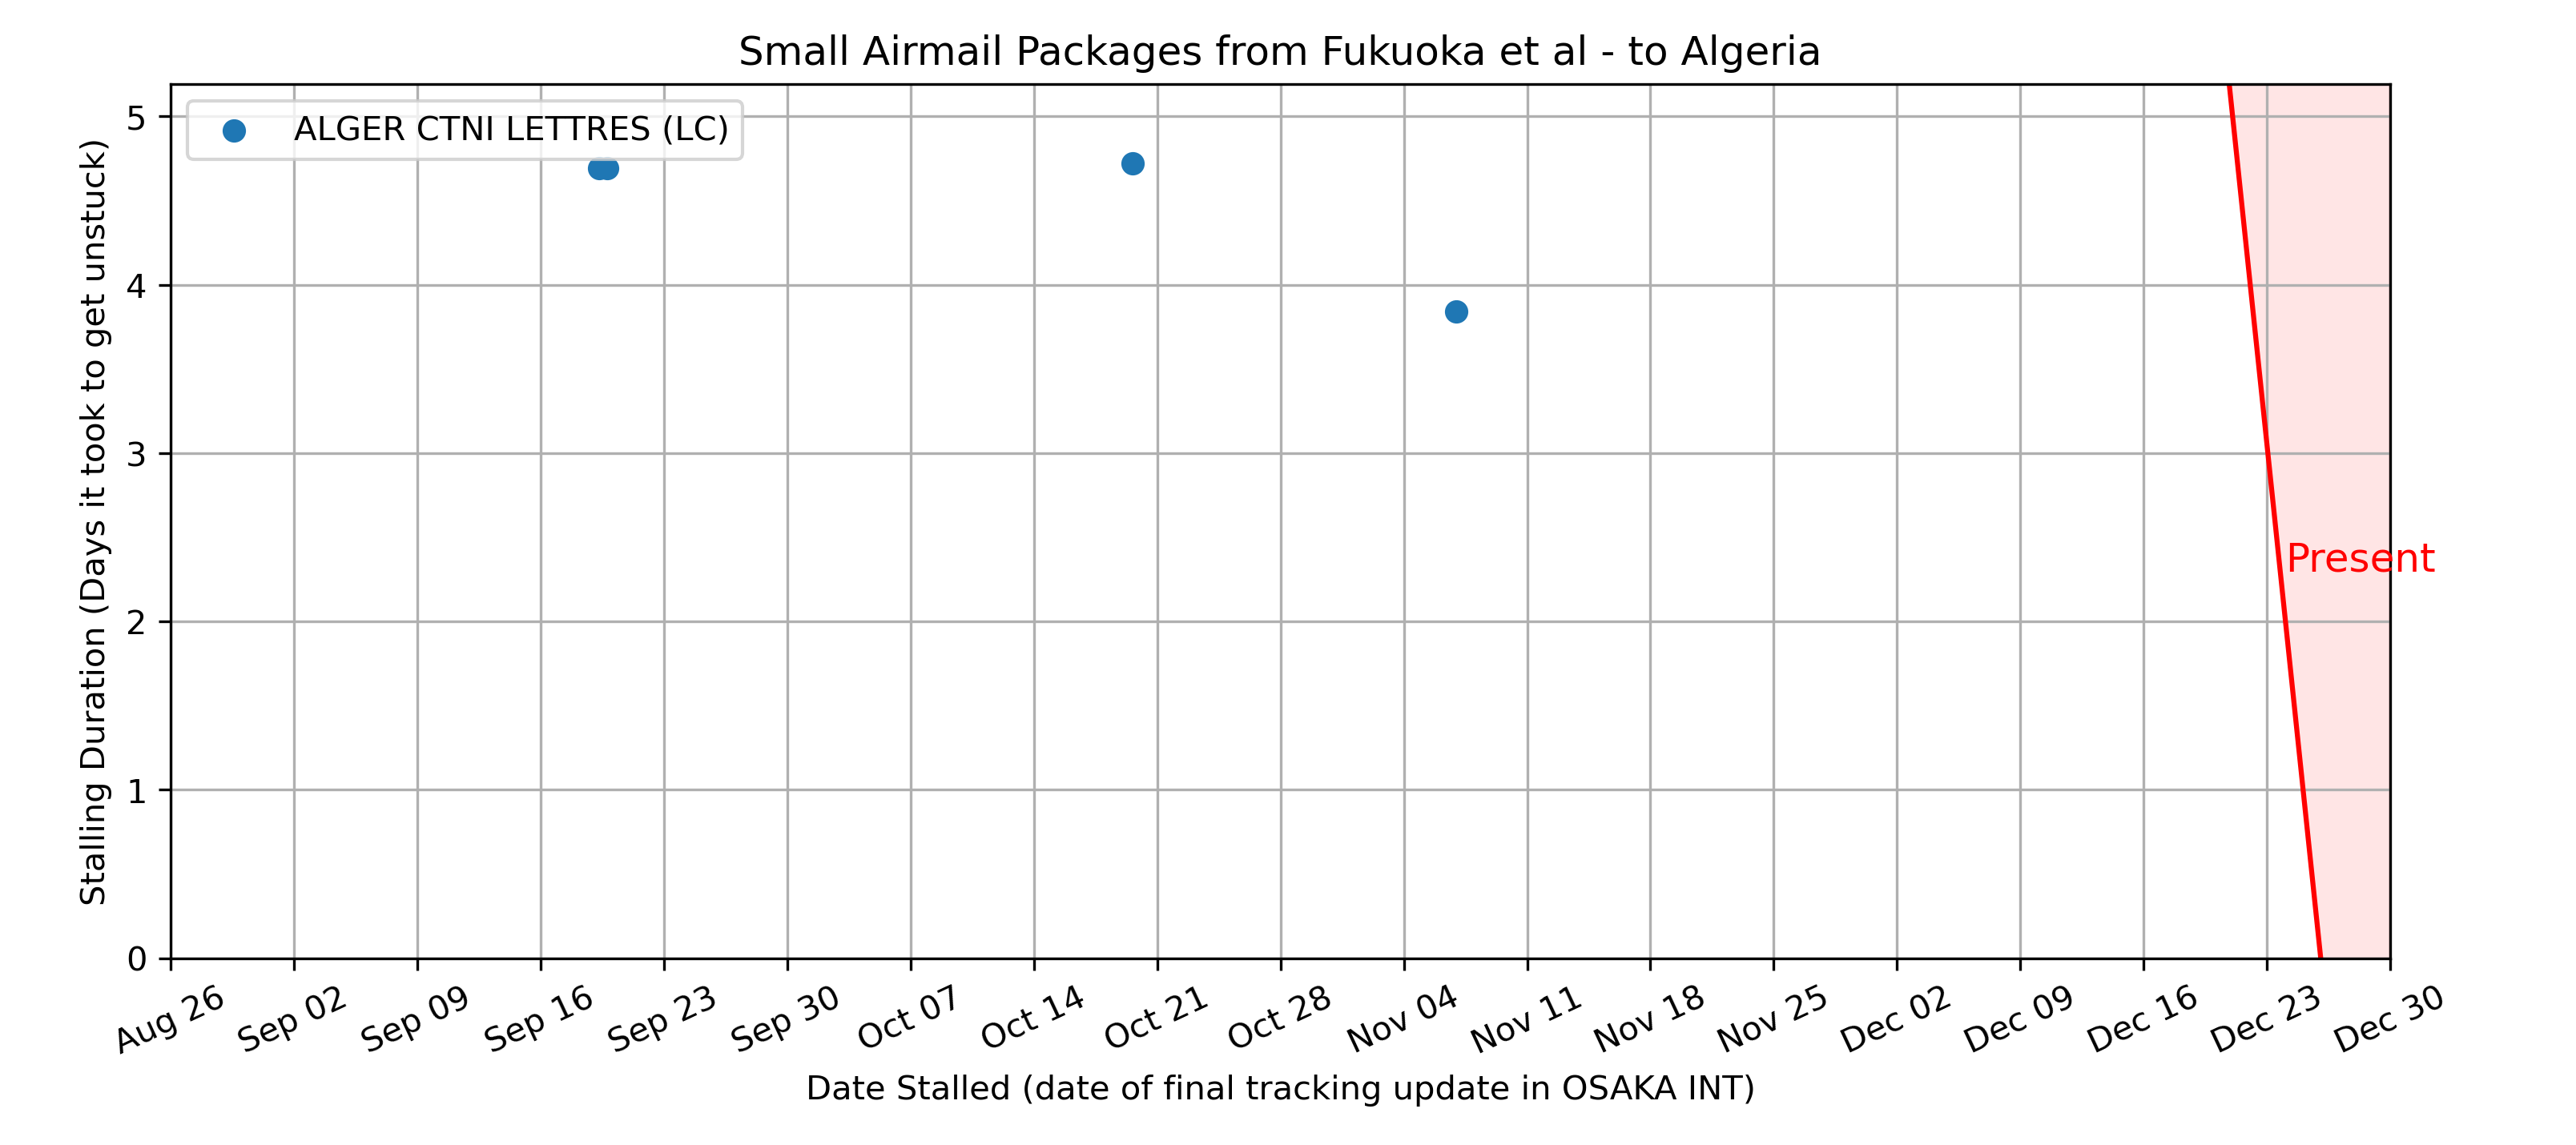 Small Airmail Packages from Fukuoka et al - to Algeria
ALGER CTNI LETTRES (LC)
Stalling Duration (Days it took to get unstuck)
5
4
3
2
1
0
Present
Aug 26
Sep 02
Sep 09
Sep 16
Sep 23
Sep 30
Oct 07
Oct 14
Oct 21
Oct 28
Nov 04
Nov 11
Nov 18
Nov 25
Dec 02
Dec 09
Dec 16
Dec 23
Dec 30
Date Stalled (date of final tracking update in OSAKA INT)